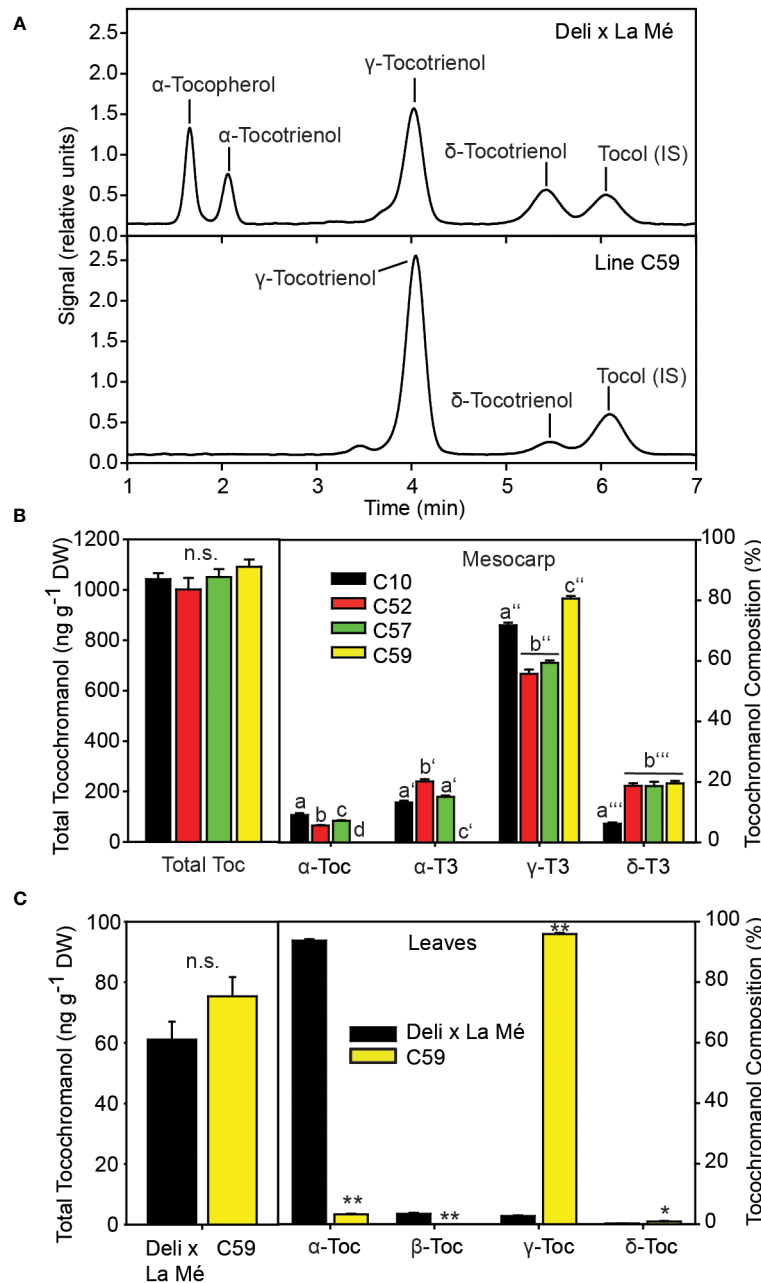 A
Deli x La Mé
γ-Tocotrienol
α-Tocopherol
α-Tocotrienol
δ-Tocotrienol
Tocol (IS)
2.5
2.0
1.5
1.0
0.5
0.0
Signal (relative units)
Line C59
γ-Tocotrienol
δ-Tocotrienol
Tocol (IS)
2.5
2.0
1.5
1.0
0.5
0.0
1 2 3 4 5 6 7
Time (min)
B
Total Tocochromanol (ng g-1 DW)
1200
1000
800
600
400
200
0
n.s.
Total Toc
Mesocarp
C10
C52
C57
C59
a b c d
a' b' a' c'
a'' b'' c''
a''' b'''
α-Toc α-T3 γ-T3 δ-T3
100
80
60
40
20
0
Tocochromanol Composition (%)
C
Total Tocochromanol (ng g-1 DW)
100
80
60
40
20
0
n.s.
Deli x La Mé
C59
Leaves
Deli x La Mé
C59
**
**
**
*
α-Toc β-Toc γ-Toc δ-Toc
100
80
60
40
20
0
Tocochromanol Composition (%)